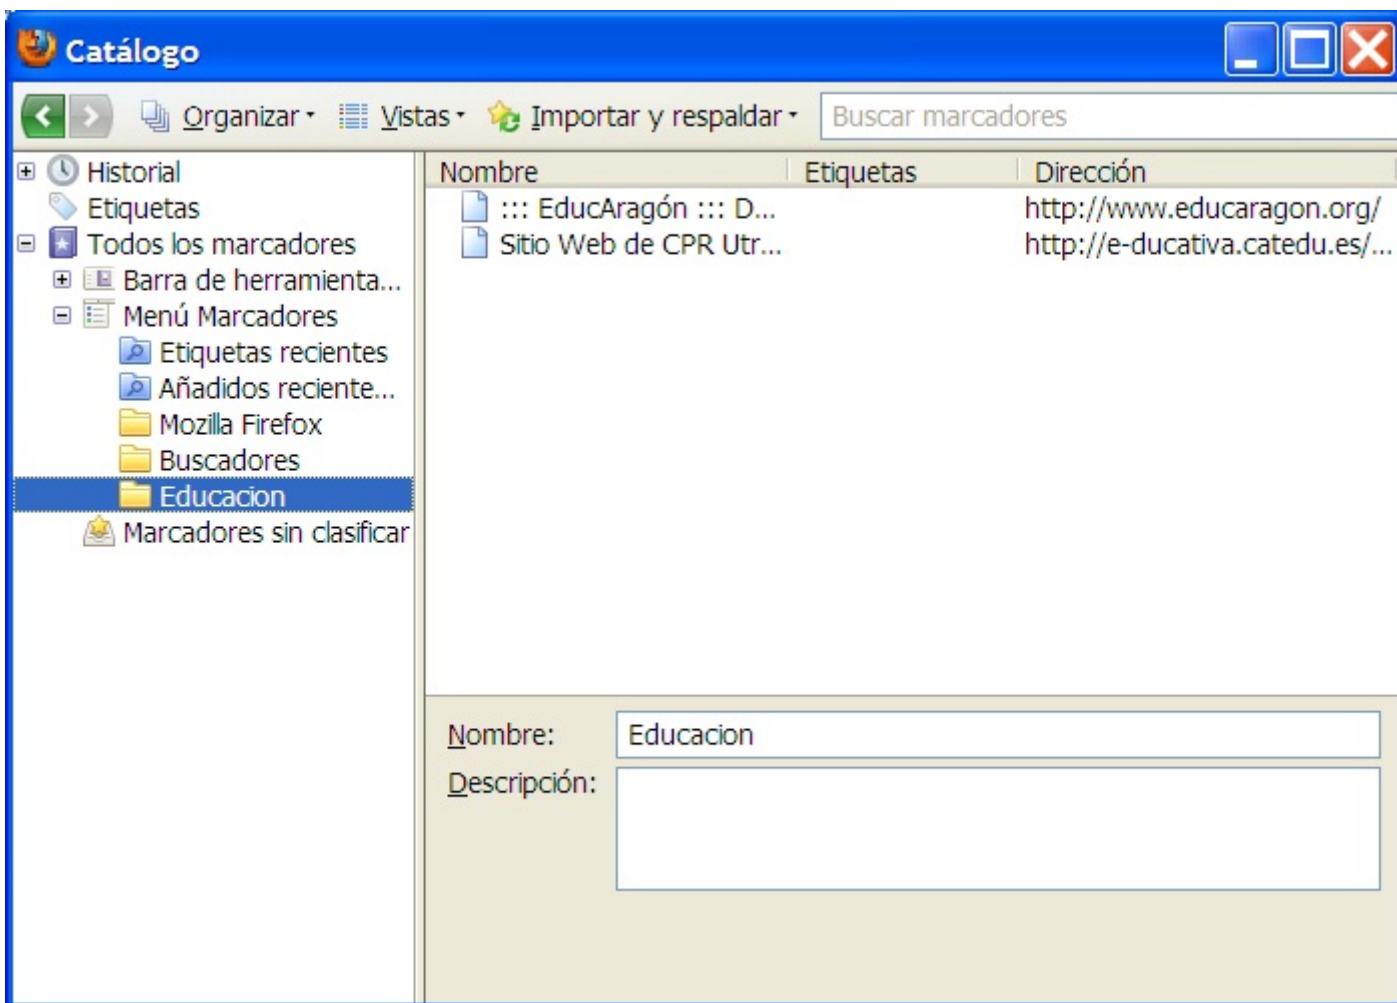 Catálogo
Organizar Vistas Importar y respaldar Buscar marcadores
Historial
Etiquetas
Todos los marcadores
Barra de herramienta...
Menú Marcadores
Etiquetas recientes
Añadidos reciente...
Mozilla Firefox
Buscadores
Educacion
Marcadores sin clasificar
Nombre Etiquetas Dirección
::: EducAragón ::: D... http://www.educaragon.org/
Sitio Web de CPR Utr... http://e-ducativa.catedu.es/...
Nombre: Educacion
Descripción: